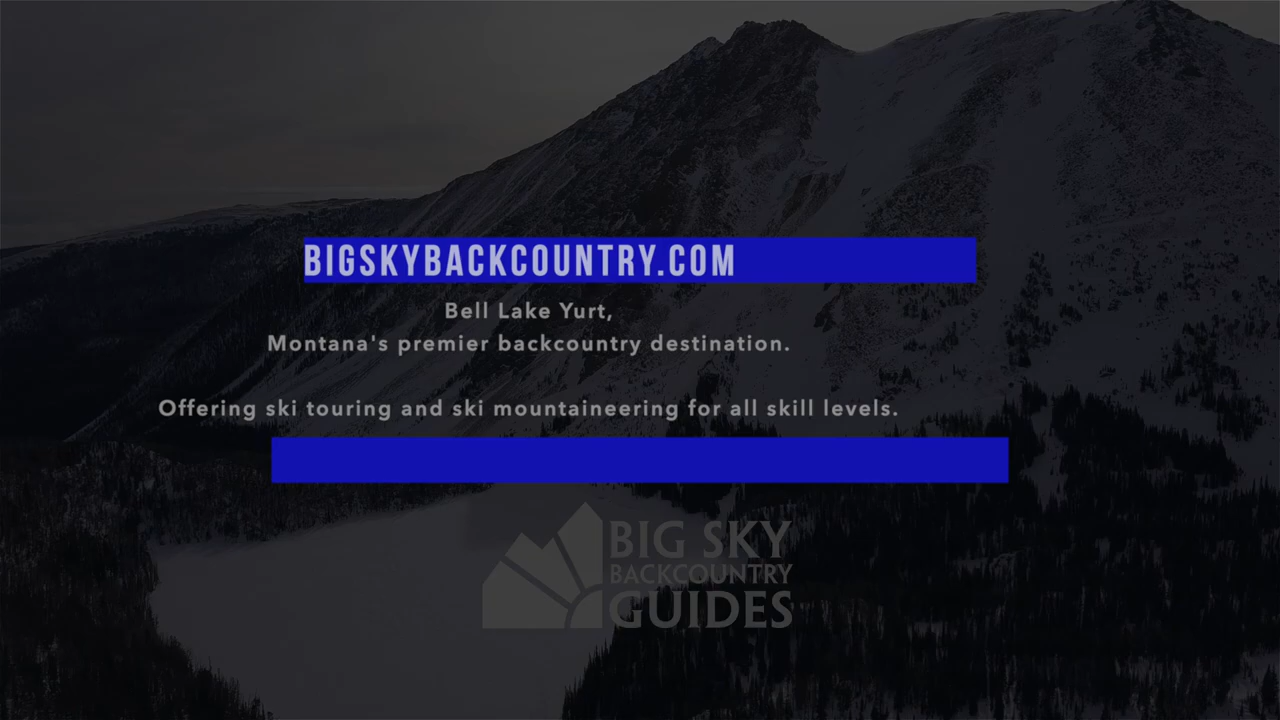 BIGSKYBACKCOUNTRY.COM
Bell Lake Yurt,
Montana's premier backcountry destination.
Offering ski touring and ski mountaineering for all skill levels.
BIG SKY
BACKCOUNTRY
GUIDES